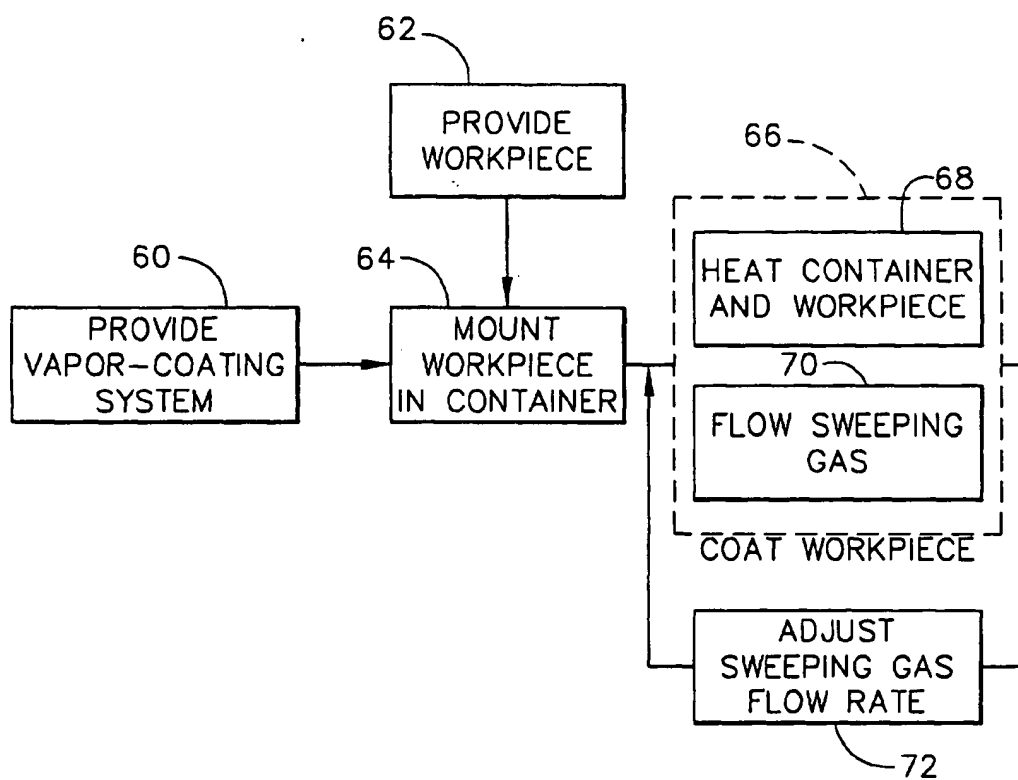 62
PROVIDE
WORKPIECE
66
68
60
64
HEAT CONTAINER
AND WORKPIECE
PROVIDE
VAPOR-COATING
SYSTEM
MOUNT
WORKPIECE
IN CONTAINER
70
FLOW SWEEPING
GAS
COAT WORKPIECE
ADJUST
SWEEPING GAS
FLOW RATE
72